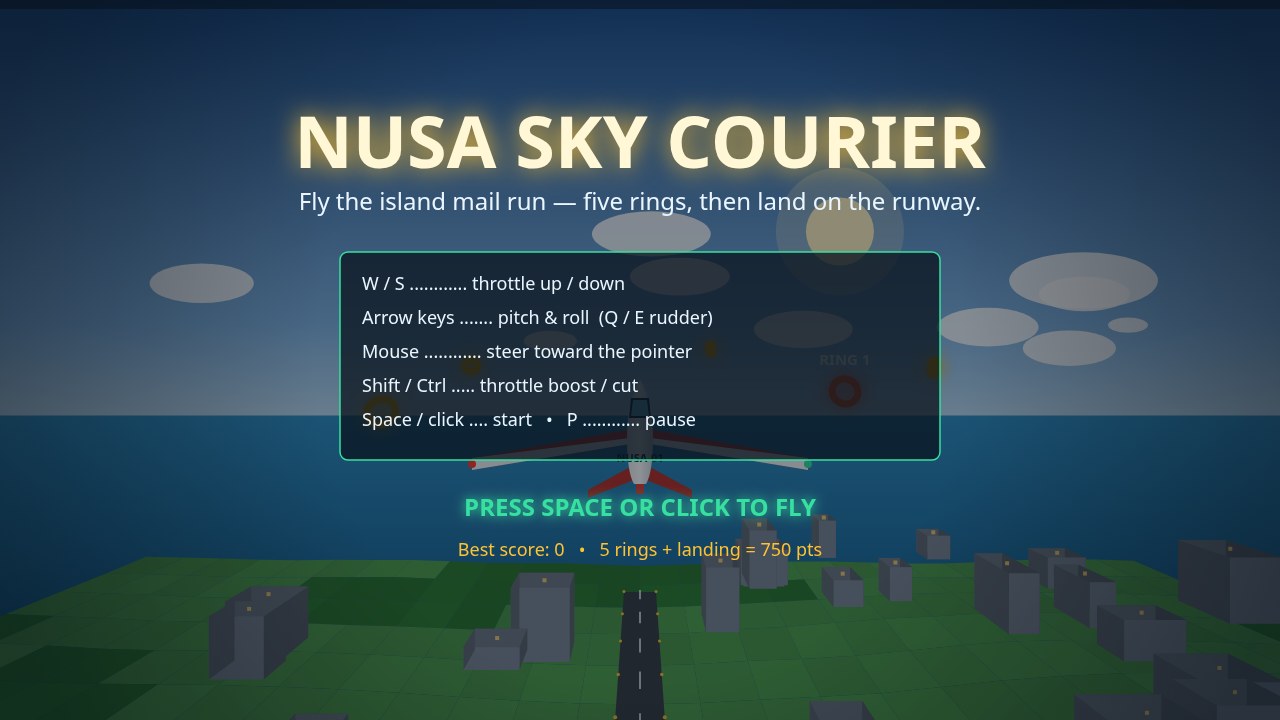 NUSA SKY COURIER
Fly the island mail run — five rings, then land on the runway.
W / S ............ throttle up / down
Arrow keys ....... pitch & roll  (Q / E rudder)
Mouse ............ steer toward the pointer
RING 1
Shift / Ctrl ..... throttle boost / cut
Space / click .... start   •   P ............ pause
PRESS SPACE OR CLICK TO FLY
Best score: 0   •   5 rings + landing = 750 pts